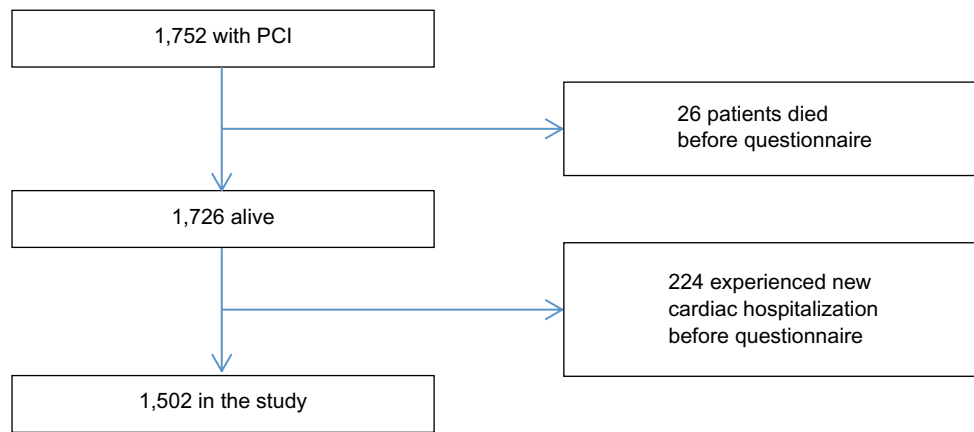 1,752 with PCI
26 patients died
before questionnaire
1,726 alive
224 experienced new
cardiac hospitalization
before questionnaire
1,502 in the study